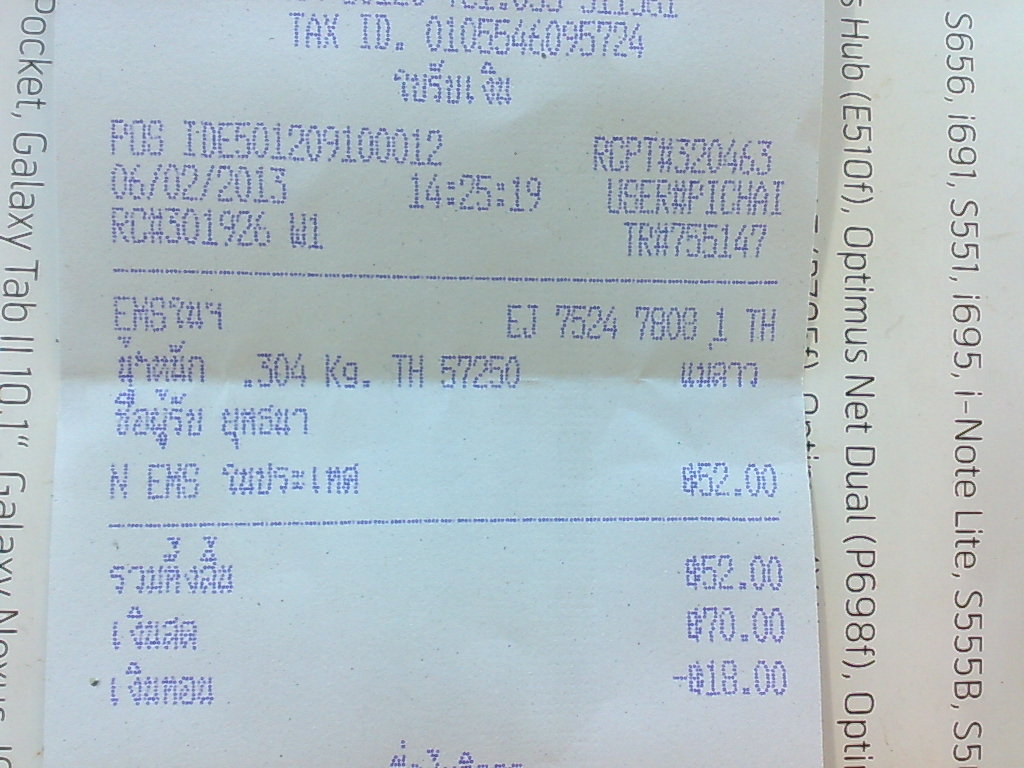 TAX ID. 0105546095724
ใบรับเงิน
POS IDE501209100012 RCPT#320463
06/02/2013 14:25:19 USER#PICHAI
RC#301926 W1 TR#755147
EMSในฯ EJ 7524 7808 1 TH
น้ำหนัก .304 Kg. TH 57250 แม่ลาว
ชื่อผู้รับ ยุทธนา
N EMS ในประเทศ ฿52.00
รวมทั้งสิ้น ฿52.00
เงินสด ฿70.00
เงินทอน -฿18.00
Pocket, Galaxy Tab II 10.1" Galaxy Nexus
s Hub (E510f), Optimus Net Dual (P698f), Opti
S656, i691, S551, i695, i-Note Lite, S555B,